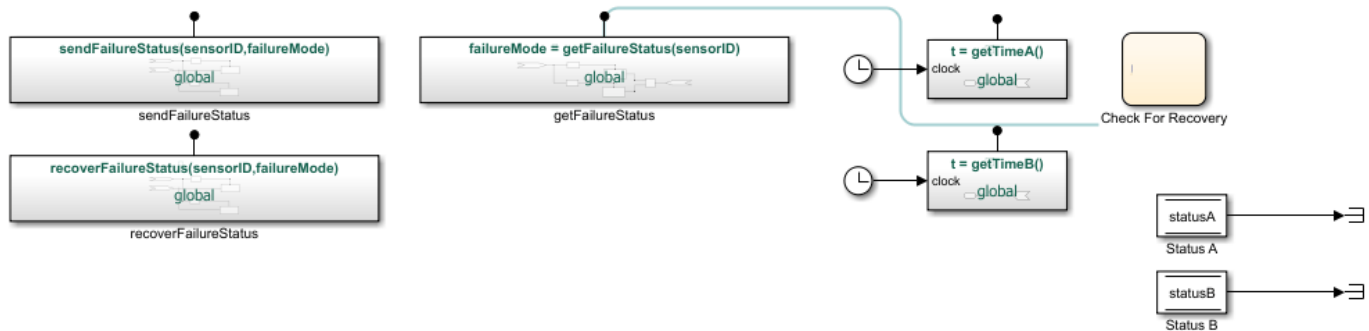 sendFailureStatus(sensorID,failureMode)
global
sendFailureStatus
failureMode = getFailureStatus(sensorID)
global
getFailureStatus
t = getTimeA()
clock
global
Check For Recovery
recoverFailureStatus(sensorID,failureMode)
global
recoverFailureStatus
t = getTimeB()
clock
global
statusA
Status A
statusB
Status B